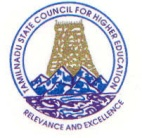 TAMILNADU STATE COUNCIL FOR HIGHER EDUCATION
RELEVANCE AND EXCELLENCE